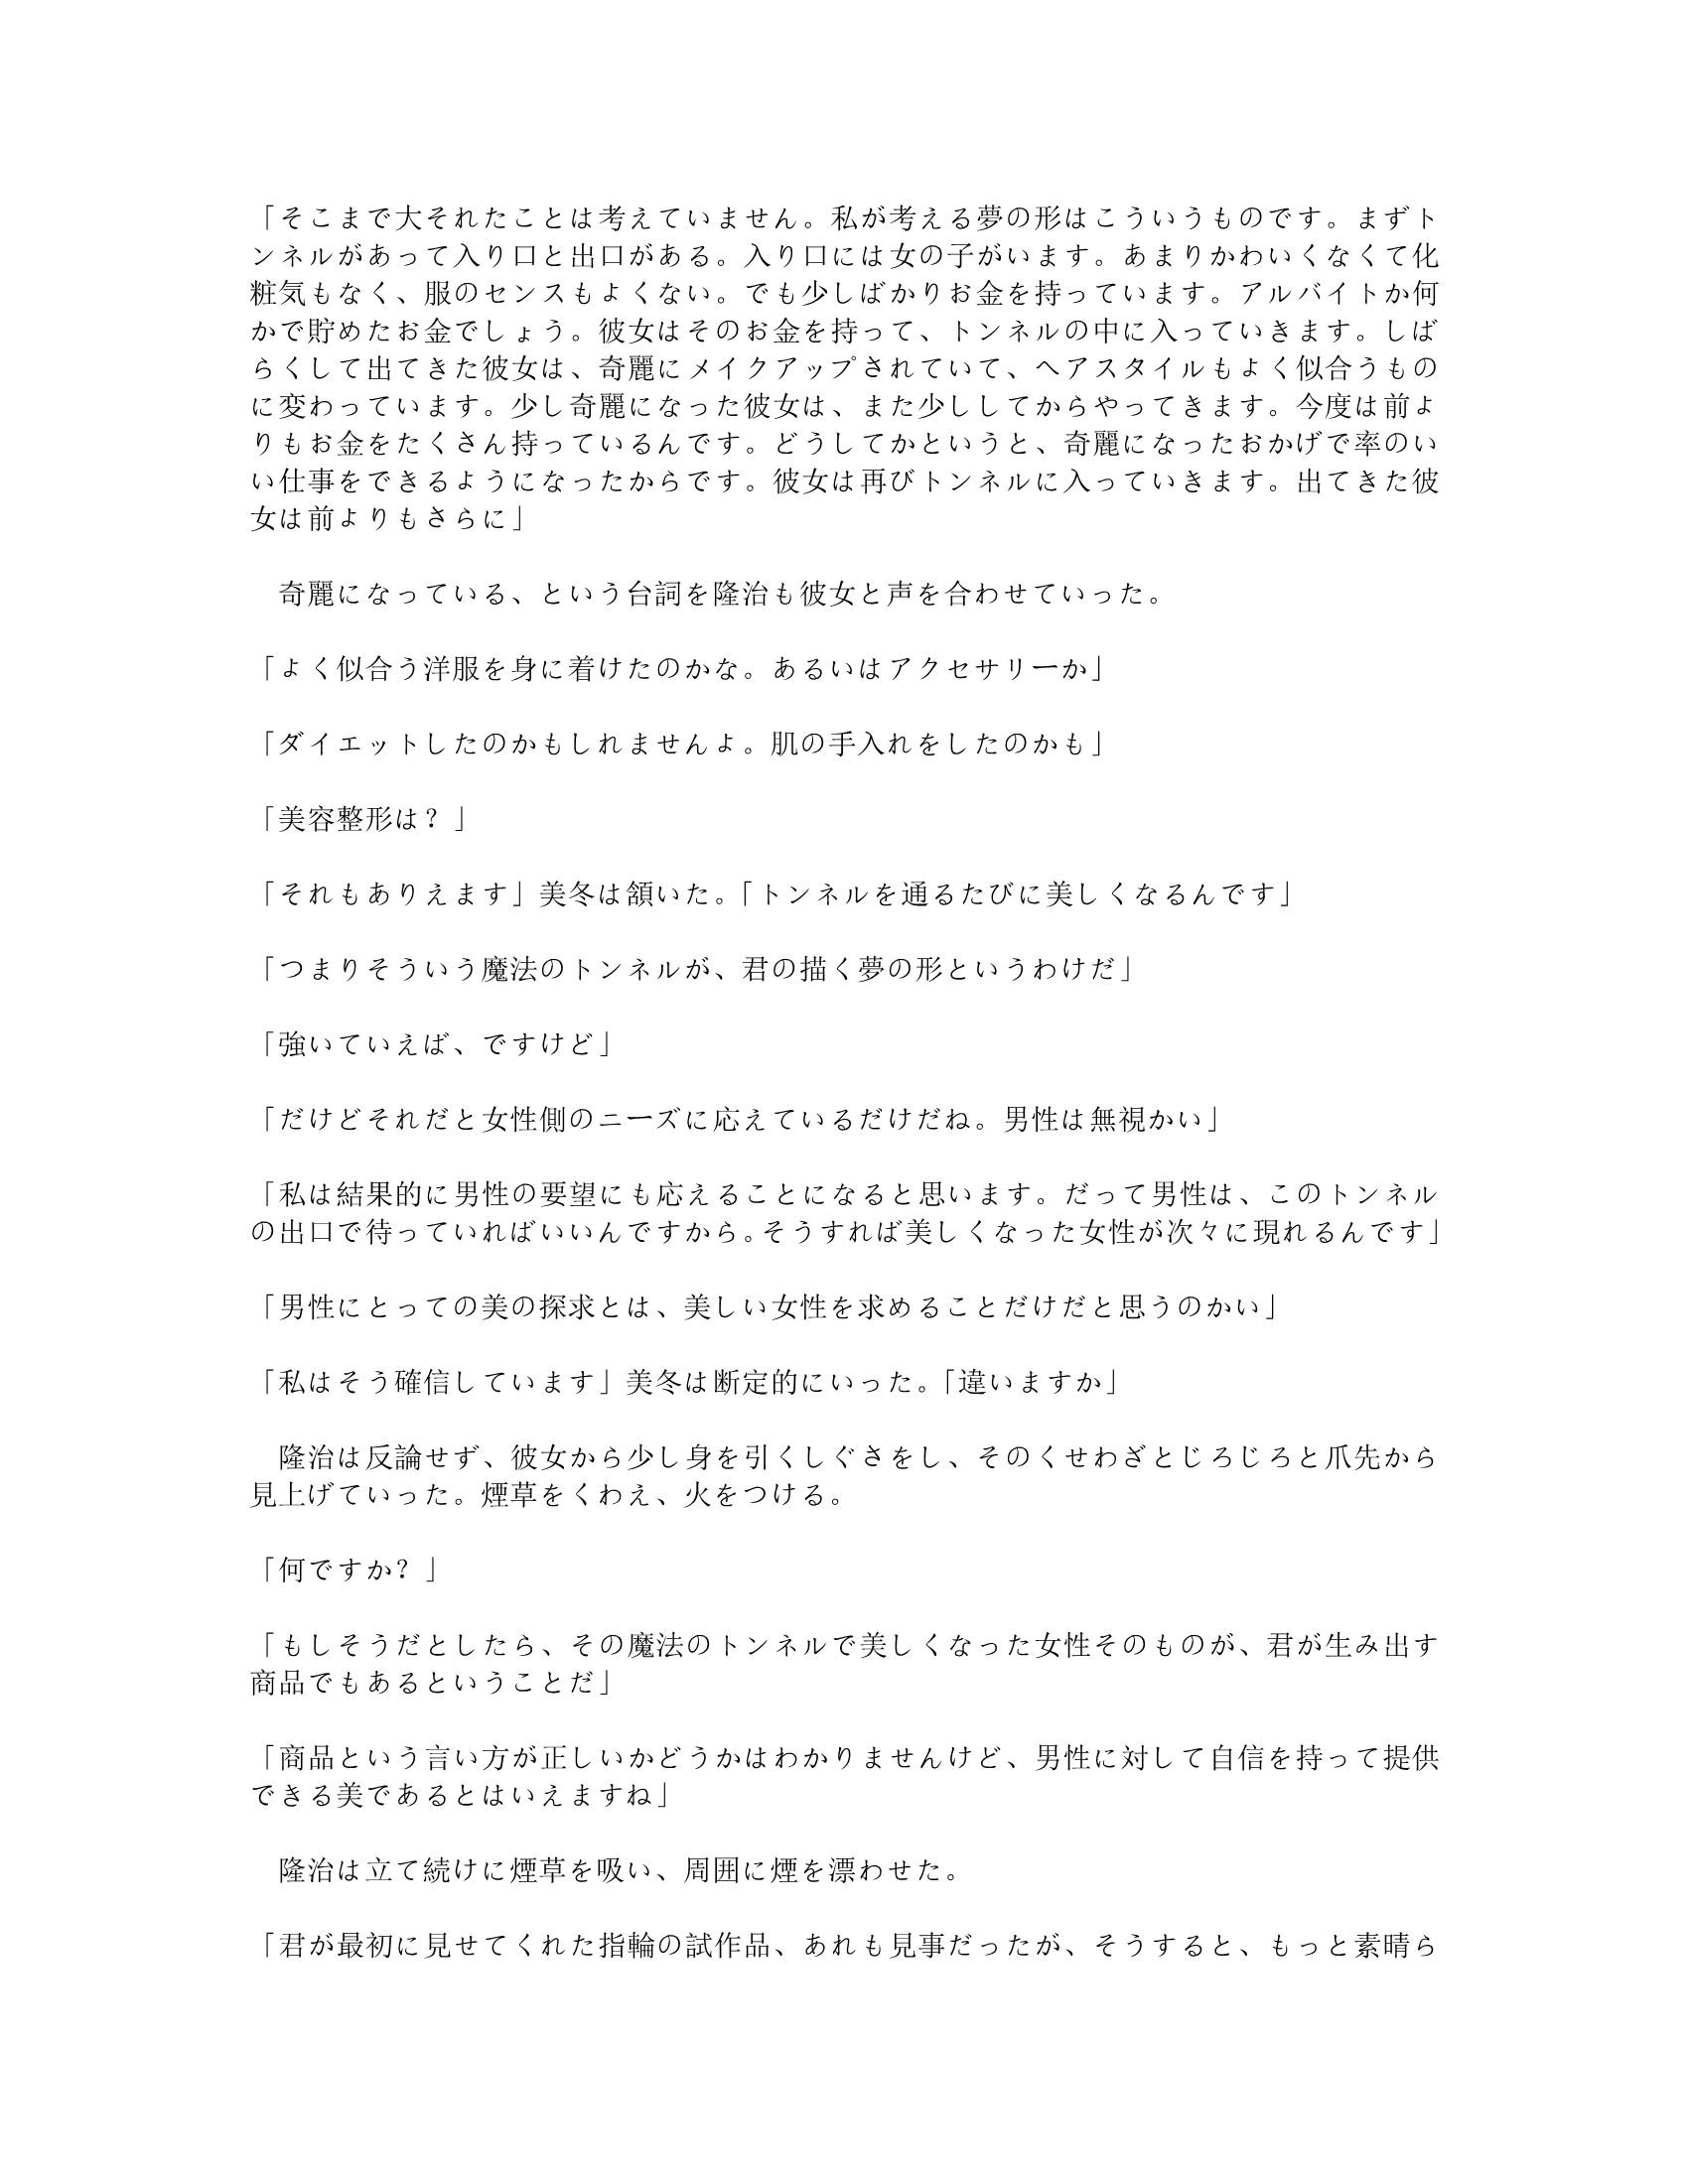 「そこまで大それたことは考えていません。私が考える夢の形はこういうものです。まずト
ンネルがあって入り口と出口がある。入り口には女の子がいます。あまりかわいくなくて化
粧気もなく、服のセンスもよくない。でも少しばかりお金を持っています。アルバイトか何
かで貯めたお金でしょう。彼女はそのお金を持って、トンネルの中に入っていきます。しば
らくして出てきた彼女は、奇麗にメイクアップされていて、ヘアスタイルもよく似合うもの
に変わっています。少し奇麗になった彼女は、また少ししてからやってきます。今度は前よ
りもお金をたくさん持っているんです。どうしてかというと、奇麗になったおかげで率のい
い仕事をできるようになったからです。彼女は再びトンネルに入っていきます。出てきた彼
女は前よりもさらに」
　奇麗になっている、という台詞を隆治も彼女と声を合わせていった。
「よく似合う洋服を身に着けたのかな。あるいはアクセサリーか」
「ダイエットしたのかもしれませんよ。肌の手入れをしたのかも」
「美容整形は？」
「それもありえます」美冬は頷いた。「トンネルを通るたびに美しくなるんです」
「つまりそういう魔法のトンネルが、君の描く夢の形というわけだ」
「強いていえば、ですけど」
「だけどそれだと女性側のニーズに応えているだけだね。男性は無視かい」
「私は結果的に男性の要望にも応えることになると思います。だって男性は、このトンネル
の出口で待っていればいいんですから。そうすれば美しくなった女性が次々に現れるんです」
「男性にとっての美の探求とは、美しい女性を求めることだけだと思うのかい」
「私はそう確信しています」美冬は断定的にいった。「違いますか」
　隆治は反論せず、彼女から少し身を引くしぐさをし、そのくせわざとじろじろと爪先から
見上げていった。煙草をくわえ、火をつける。
「何ですか？」
「もしそうだとしたら、その魔法のトンネルで美しくなった女性そのものが、君が生み出す
商品でもあるということだ」
「商品という言い方が正しいかどうかはわかりませんけど、男性に対して自信を持って提供
できる美であるとはいえますね」
　隆治は立て続けに煙草を吸い、周囲に煙を漂わせた。
「君が最初に見せてくれた指輪の試作品、あれも見事だったが、そうすると、もっと素晴ら